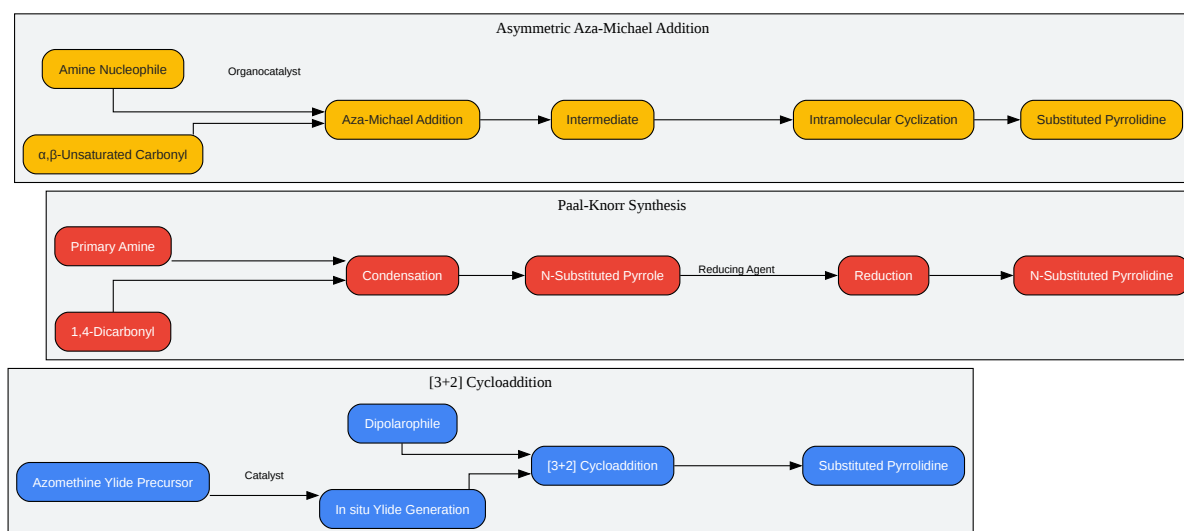 Asymmetric Aza-Michael Addition
Amine Nucleophile
Organocatalyst
Aza-Michael Addition
Intermediate
Intramolecular Cyclization
Substituted Pyrrolidine
α,β-Unsaturated Carbonyl
Paal-Knorr Synthesis
Primary Amine
Condensation
N-Substituted Pyrrole
Reducing Agent
Reduction
N-Substituted Pyrrolidine
1,4-Dicarbonyl
[3+2] Cycloaddition
Dipolarophile
[3+2] Cycloaddition
Substituted Pyrrolidine
Azomethine Ylide Precursor
Catalyst
In situ Ylide Generation